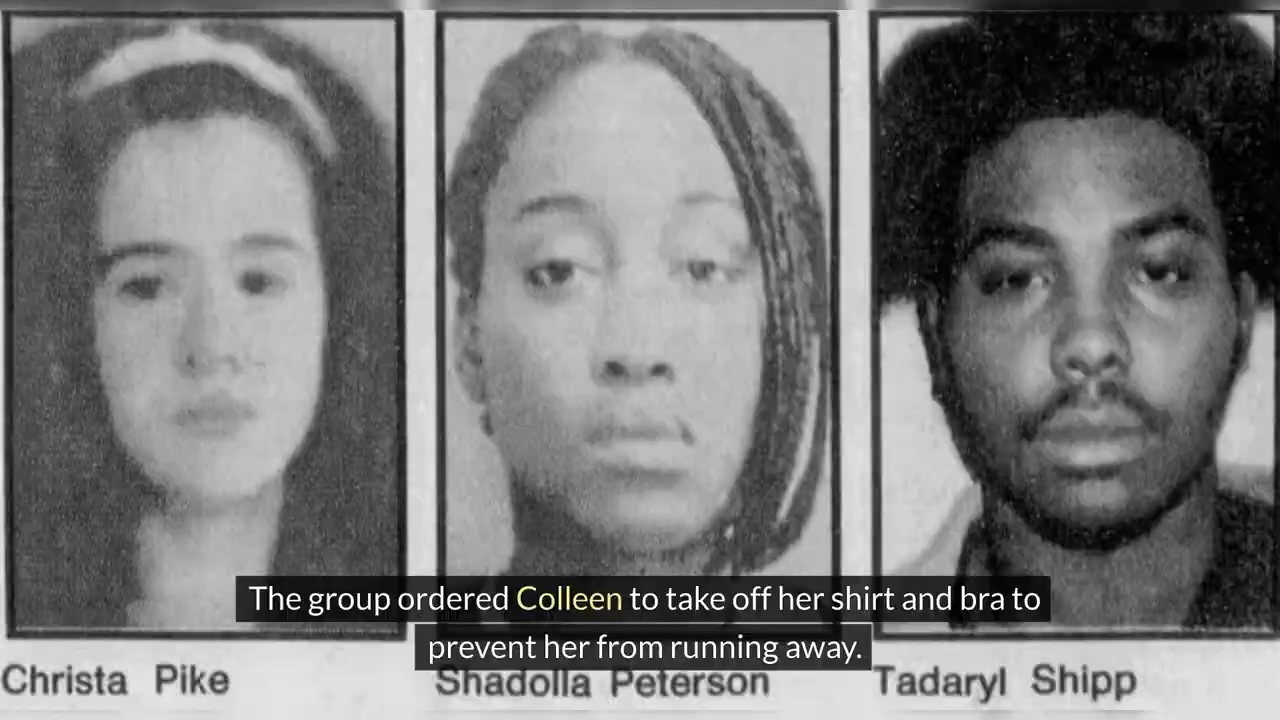 The group ordered Colleen to take off her shirt and bra to
prevent her from running away.
Christa Pike
Shadolla Peterson
Tadaryl Shipp